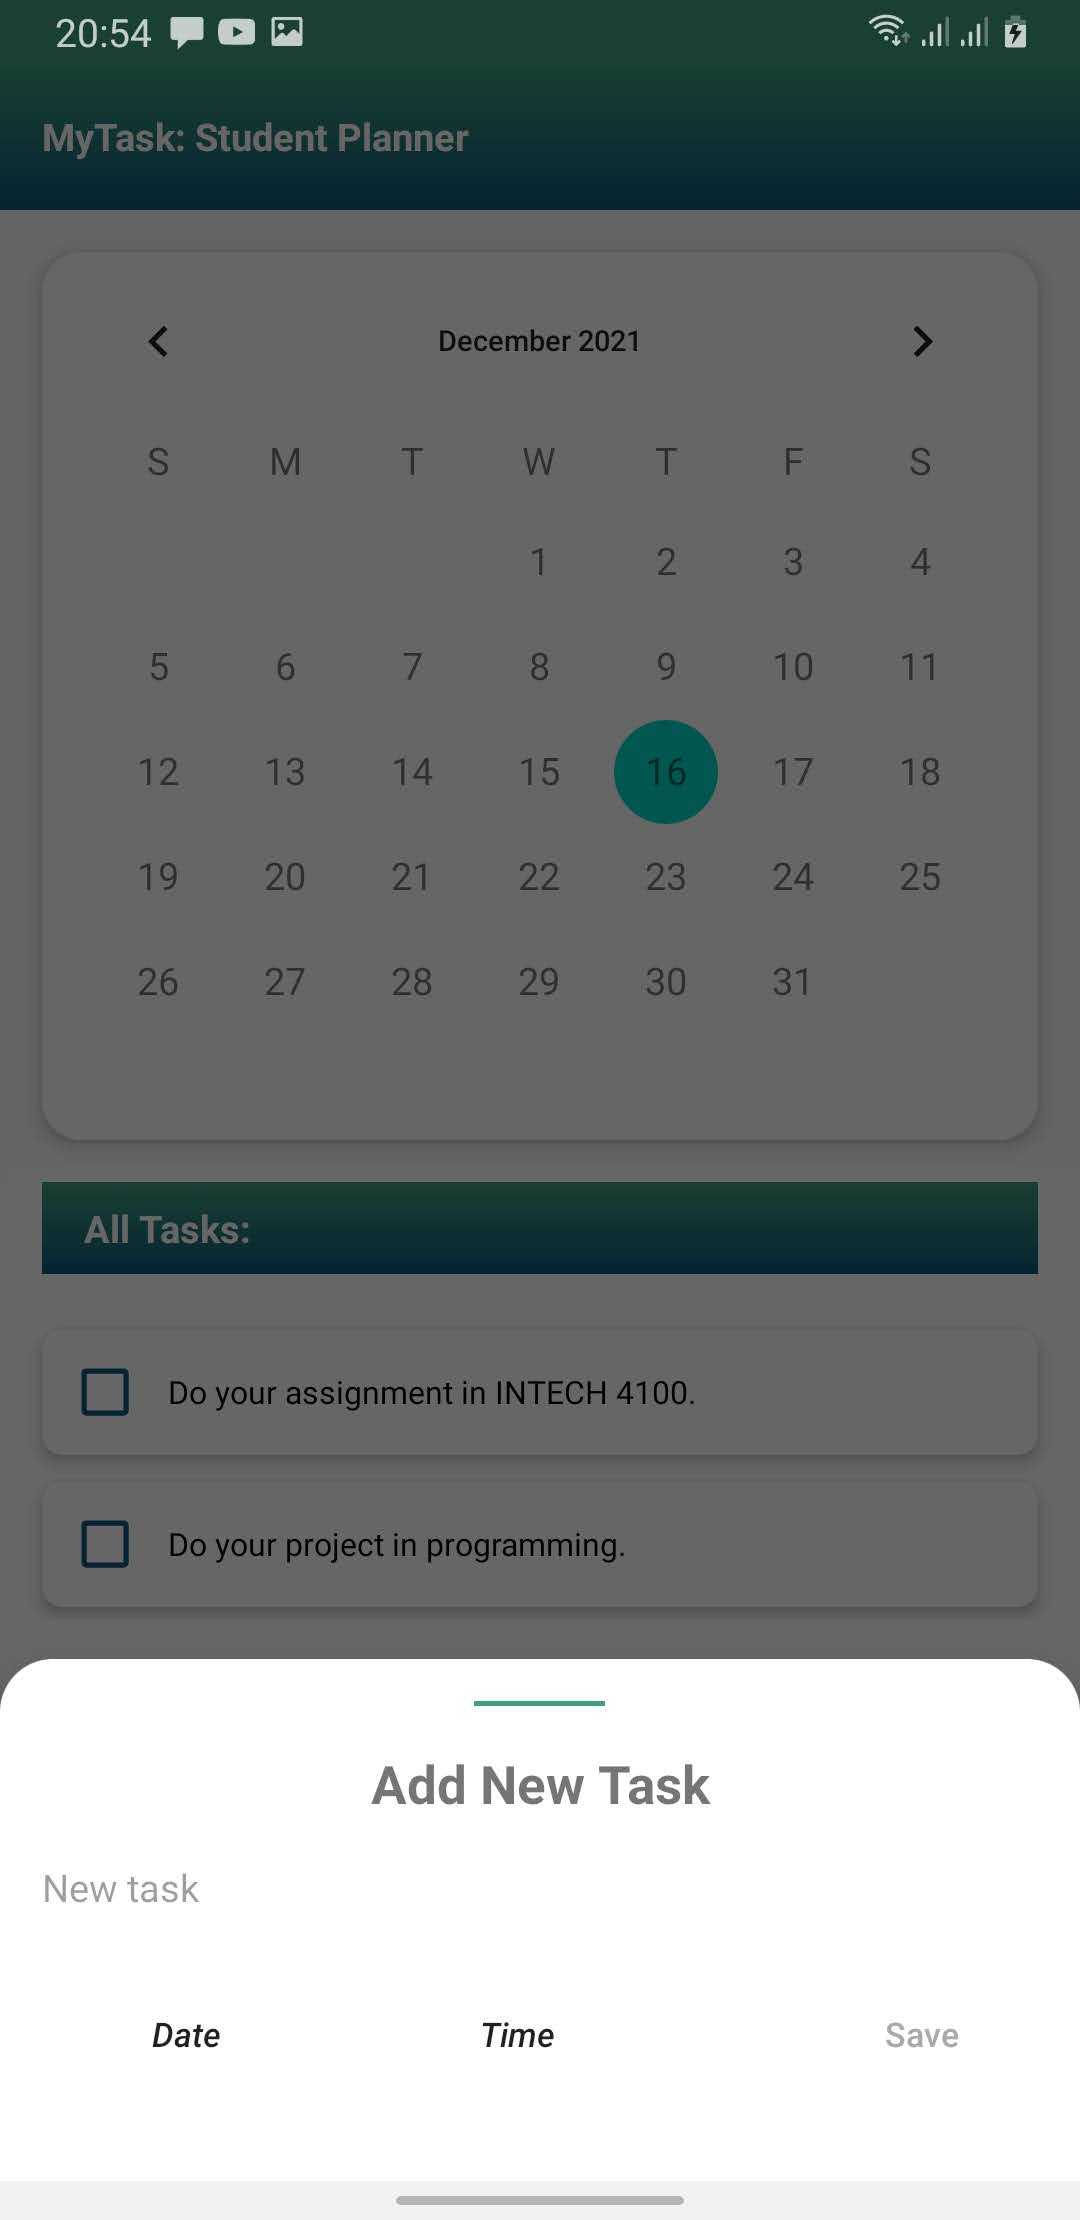 20:54
MyTask: Student Planner
December 2021
S M T W T F S
1 2 3 4
5 6 7 8 9 10 11
12 13 14 15 16 17 18
19 20 21 22 23 24 25
26 27 28 29 30 31
All Tasks:
Do your assignment in INTECH 4100.
Do your project in programming.
Add New Task
New task
Date Time Save